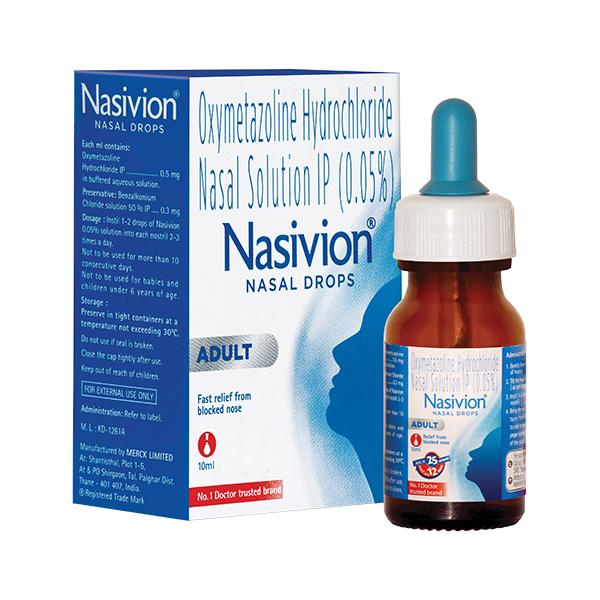 Nasivion®
NASAL DROPS
Each ml contains:
Oxymetazoline
Hydrochloride IP 0.5 mg
in buffered aqueous solution.
Preservative: Benzalkonium
Chloride solution 50 % IP 0.3 mg
Dosage : Instil 1-2 drops of Nasivion
0.05% solution into each nostril 2-3
times a day.
Not to be used for more than 10
consecutive days.
Not to be used for babies and
children under 6 years of age.
Storage :
Preserve in tight containers at a
temperature not exceeding 30°C.
Do not use if seal is broken.
Close the cap tightly after use.
Keep out of reach of children.
FOR EXTERNAL USE ONLY
Administration: Refer to label.
M. L : KD-1261A
Manufactured by MERCK LIMITED
At: Shantisthal, Plot 1-5,
At & PO Shirgaon, Tal. Palghar Dist.
Thane - 401 407, India.
® Registered Trade Mark
Oxymetazoline Hydrochloride
Nasal Solution IP (0.05%)
Nasivion®
NASAL DROPS
ADULT
Fast relief from
blocked nose
10ml
No.1 Doctor trusted brand
Oxymetazoline Hydrochloride
Nasal Solution IP (0.05%)
Nasivion®
NASAL DROPS
ADULT
Relief from
blocked nose
10ml
25
No.1 Doctor
trusted brand